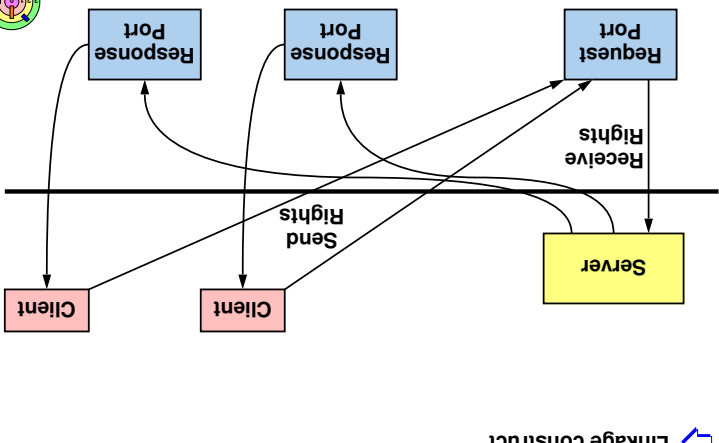 Linkage construct
Client
Client
Server
Send
Rights
Receive
Rights
Request
Port
Response
Port
Response
Port